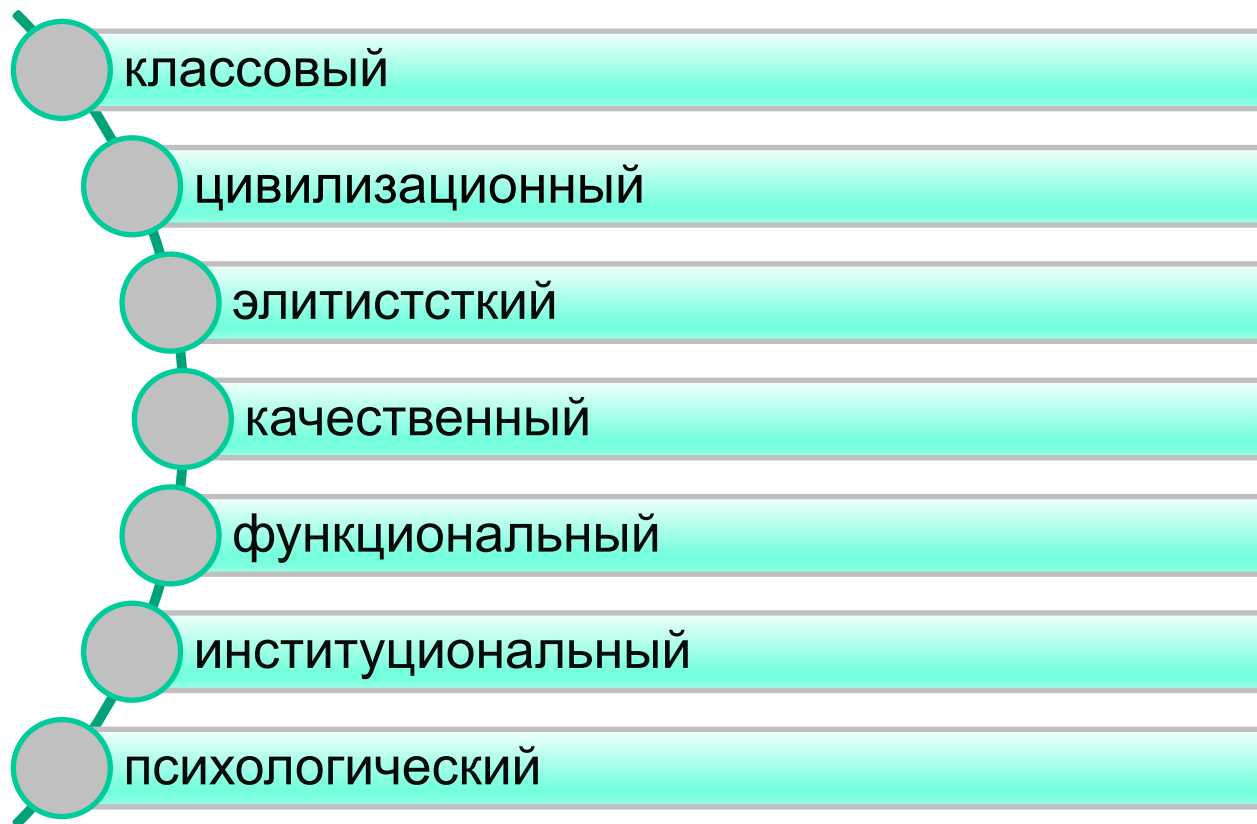 классовый
цивилизационный
элитистсткий
качественный
функциональный
институциональный
психологический